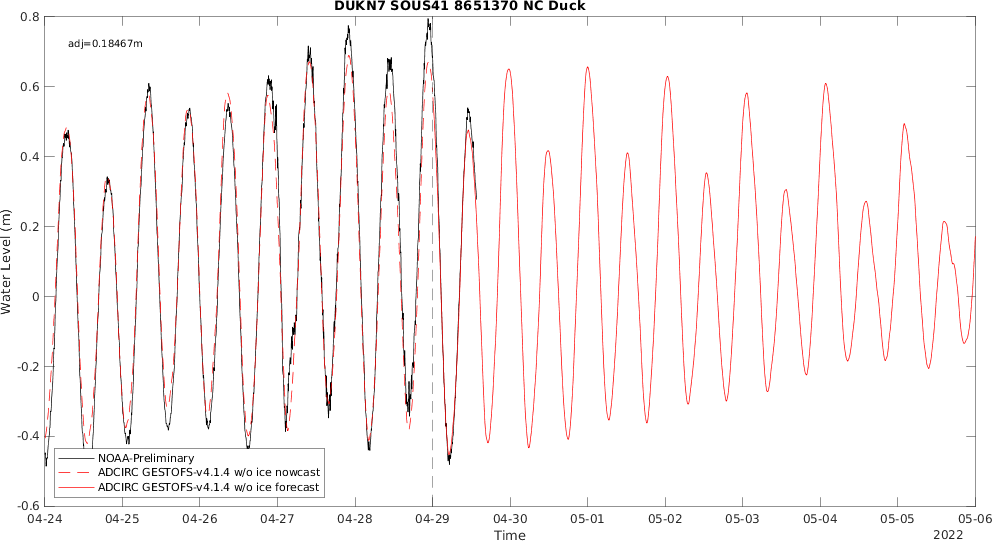 DUKN7 SOUS41 8651370 NC Duck
adj=0.18467m
0.8
0.6
0.4
0.2
0
-0.2
-0.4
-0.6
Water Level (m)
NOAA-Preliminary
ADCIRC GESTOFS-v4.1.4 w/o ice nowcast
ADCIRC GESTOFS-v4.1.4 w/o ice forecast
04-24 04-25 04-26 04-27 04-28 04-29 04-30 05-01 05-02 05-03 05-04 05-05 05-06
Time
2022